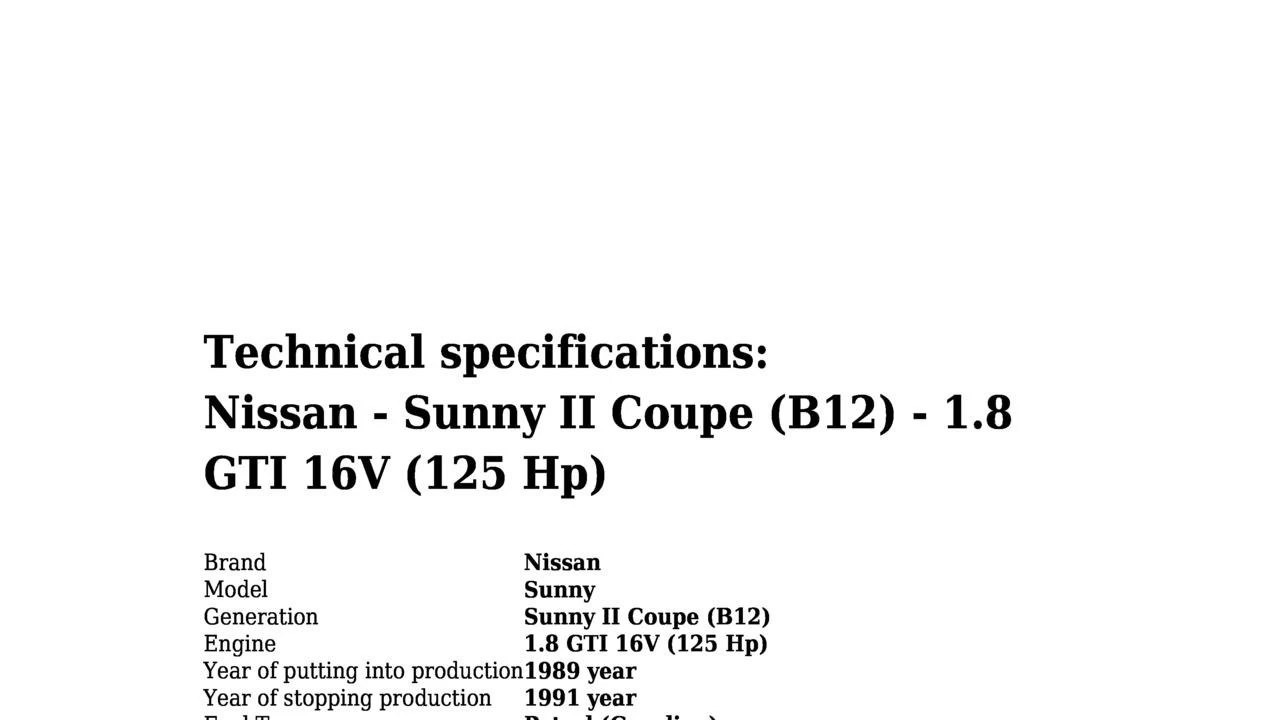 Technical specifications:
Nissan - Sunny II Coupe (B12) - 1.8
GTI 16V (125 Hp)
Brand Nissan
Model Sunny
Generation Sunny II Coupe (B12)
Engine 1.8 GTI 16V (125 Hp)
Year of putting into production 1989 year
Year of stopping production 1991 year